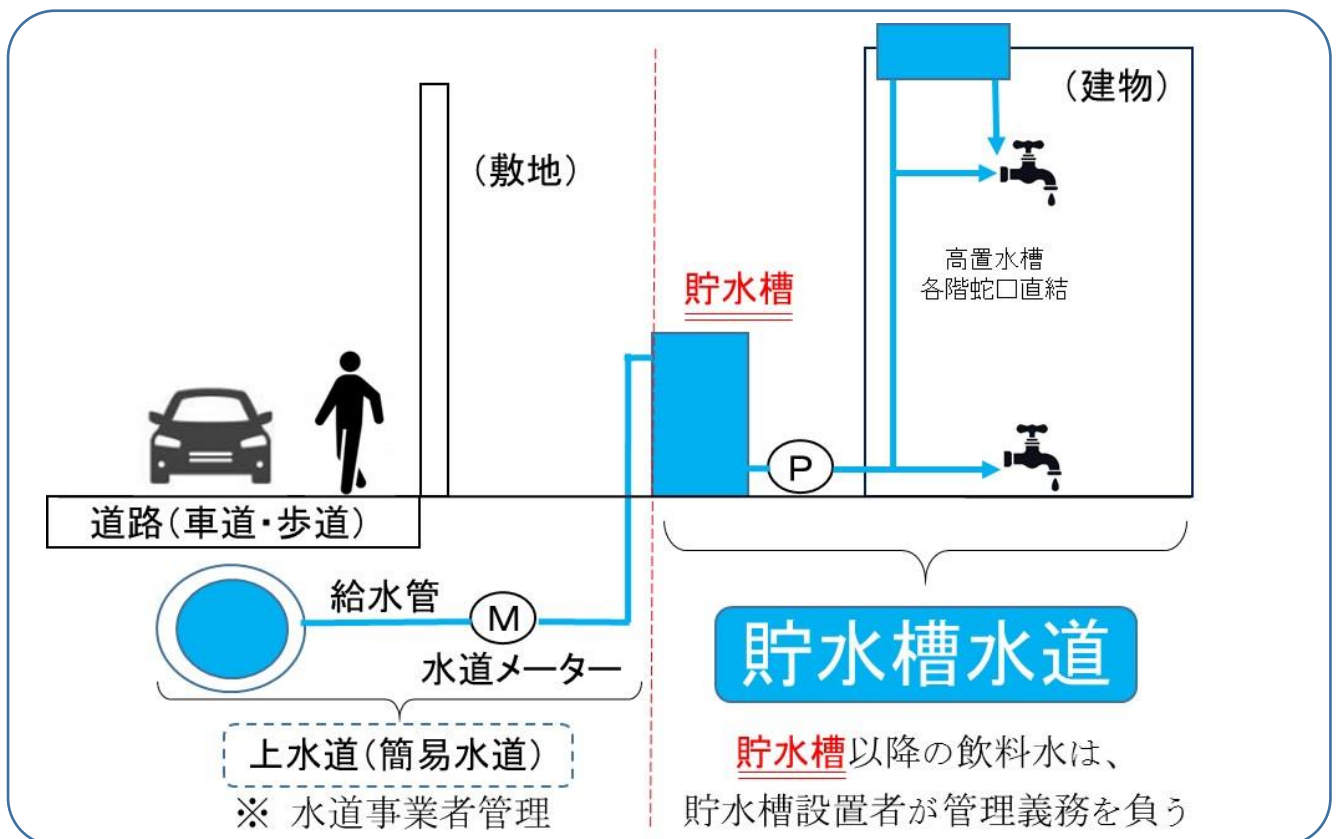 (建物)
(敷地)
高置水槽
各階蛇口直結
貯水槽
P
道路(車道・歩道)
給水管
M
水道メーター
上水道(簡易水道)
※ 水道事業者管理
貯水槽水道
貯水槽以降の飲料水は、
貯水槽設置者が管理義務を負う